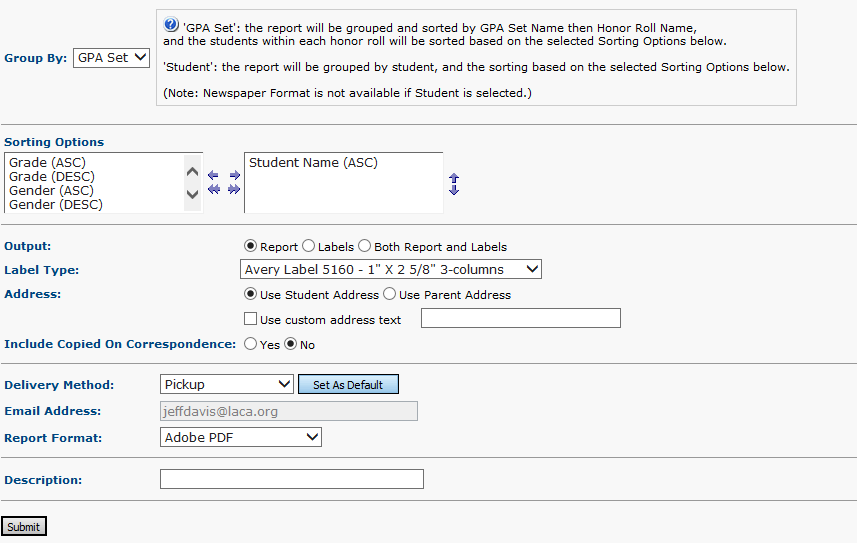 'GPA Set': the report will be grouped and sorted by GPA Set Name then Honor Roll Name,
and the students within each honor roll will be sorted based on the selected Sorting Options below.
Group By: GPA Set
'Student': the report will be grouped by student, and the sorting based on the selected Sorting Options below.
(Note: Newspaper Format is not available if Student is selected.)
Sorting Options
Grade (ASC)
Grade (DESC)
Gender (ASC)
Gender (DESC)
Student Name (ASC)
Output: Report Labels Both Report and Labels
Label Type: Avery Label 5160 - 1" X 2 5/8" 3-columns
Address: Use Student Address Use Parent Address
Use custom address text
Include Copied On Correspondence: Yes No
Delivery Method: Pickup Set As Default
Email Address: jeffdavis@laca.org
Report Format: Adobe PDF
Description:
Submit